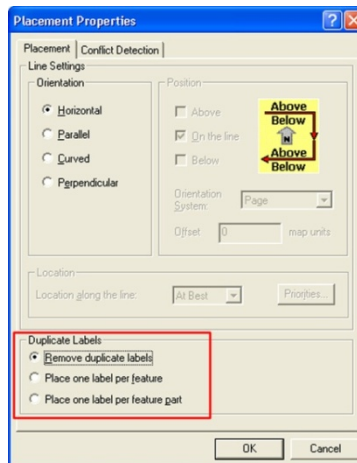 Placement Properties
Placement
Conflict Detection
Line Settings
Orientation
Horizontal
Parallel
Curved
Perpendicular
Position
Above
On the line
Below
Above
Below
N
Above
Below
Orientation System:
Page
Offset
0
map units
Location
Location along the line:
At Best
Priorities...
Duplicate Labels
Remove duplicate labels
Place one label per feature
Place one label per feature part
OK
Cancel